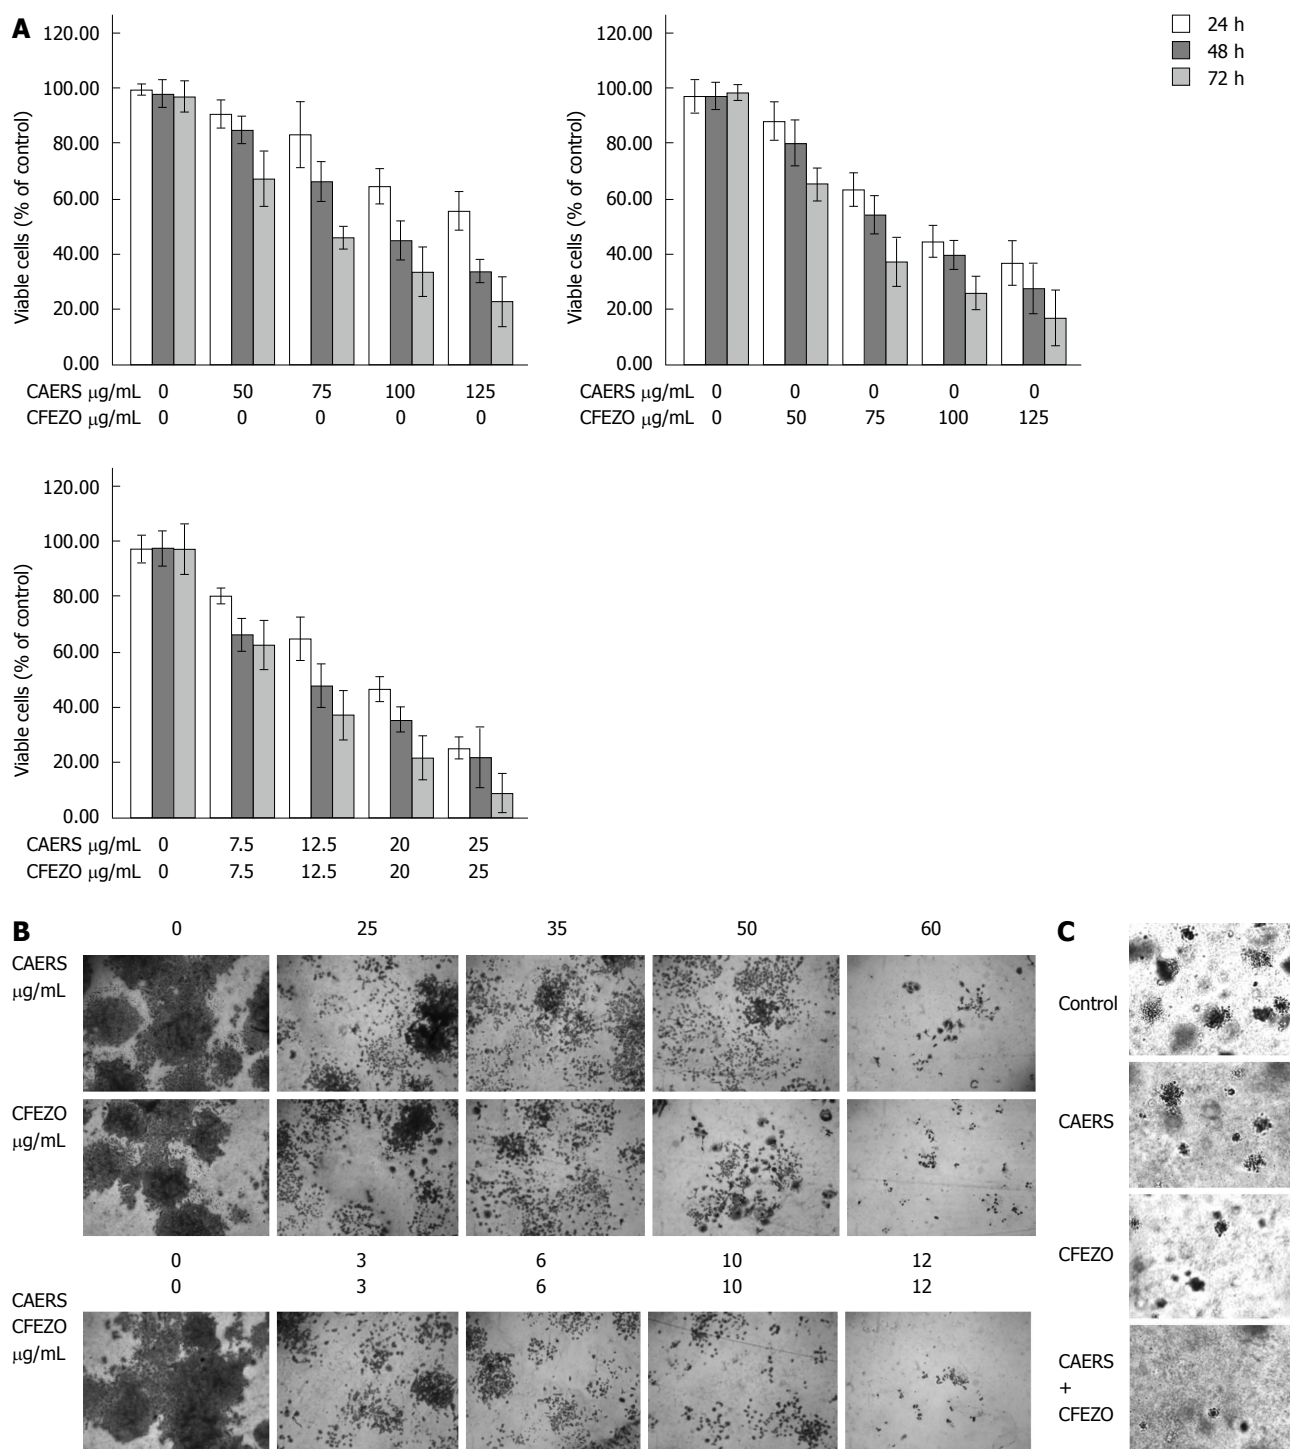 A
24 h
48 h
72 h
120.00
100.00
80.00
60.00
40.00
20.00
0.00
Viable cells (% of control)
CAERS μg/mL 0 50 75 100 125
CFEZO μg/mL 0 0 0 0 0
120.00
100.00
80.00
60.00
40.00
20.00
0.00
Viable cells (% of control)
CAERS μg/mL 0 0 0 0 0
CFEZO μg/mL 0 50 75 100 125
120.00
100.00
80.00
60.00
40.00
20.00
0.00
Viable cells (% of control)
CAERS μg/mL 0 7.5 12.5 20 25
CFEZO μg/mL 0 7.5 12.5 20 25
B
0 25 35 50 60
CAERS
μg/mL
CFEZO
μg/mL
0 3 6 10 12
0 3 6 10 12
CAERS
CFEZO
μg/mL
C
Control
CAERS
CFEZO
CAERS
+
CFEZO